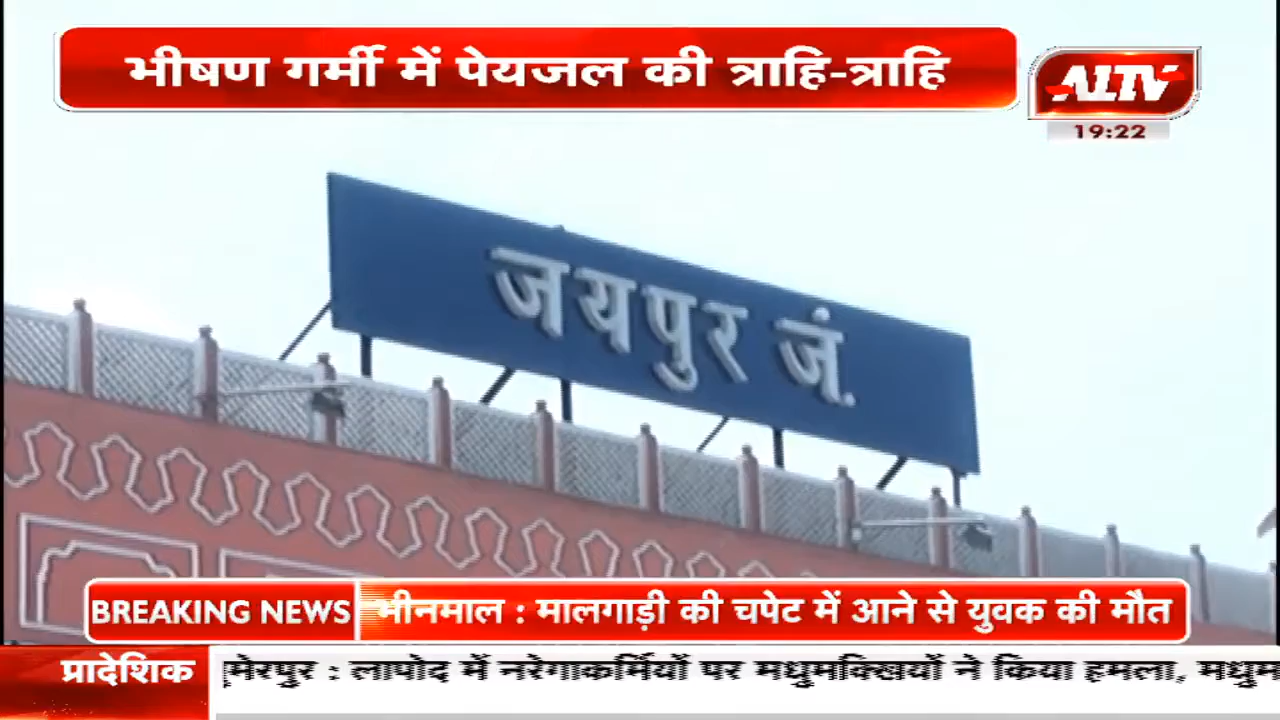 भीषण गर्मी में पेयजल की त्राहि-त्राहि
ALTV
19:22
जयपुर जं.
BREAKING NEWS
भीनमाल : मालगाड़ी की चपेट में आने से युवक की मौत
प्रादेशिक
: लापोद में नरेगाकर्मियों पर मधुमक्खियों ने किया हमला,